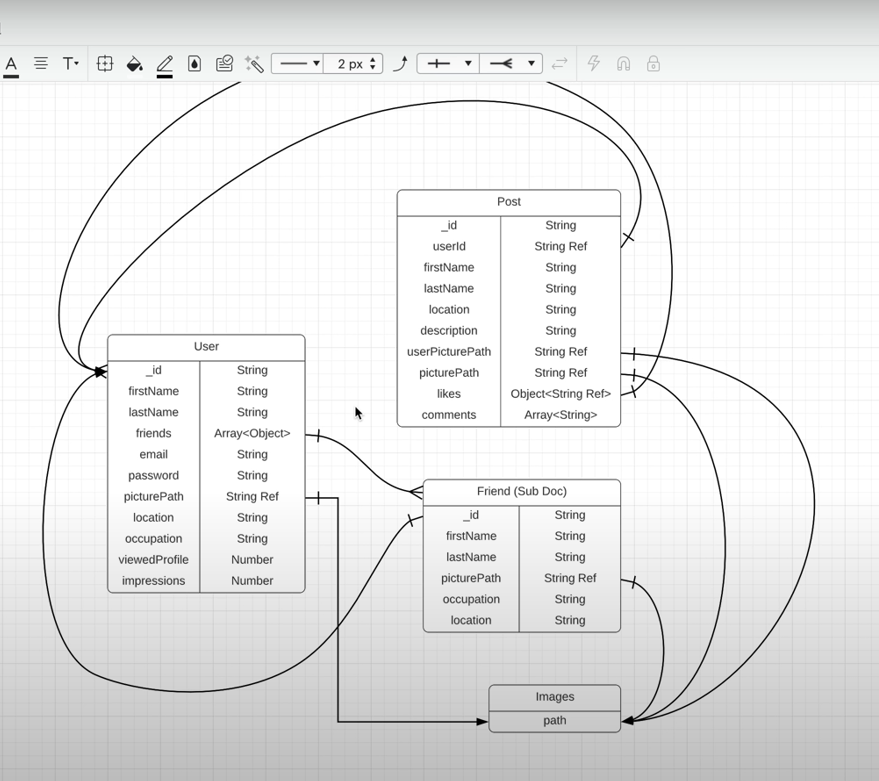 A T
2 px
Post
_id String
userId String Ref
firstName String
lastName String
location String
description String
userPicturePath String Ref
picturePath String Ref
likes Object<String Ref>
comments Array<String>
User
_id String
firstName String
lastName String
friends Array<Object>
email String
password String
picturePath String Ref
location String
occupation String
viewedProfile Number
impressions Number
Friend (Sub Doc)
_id String
firstName String
lastName String
picturePath String Ref
occupation String
location String
Images
path